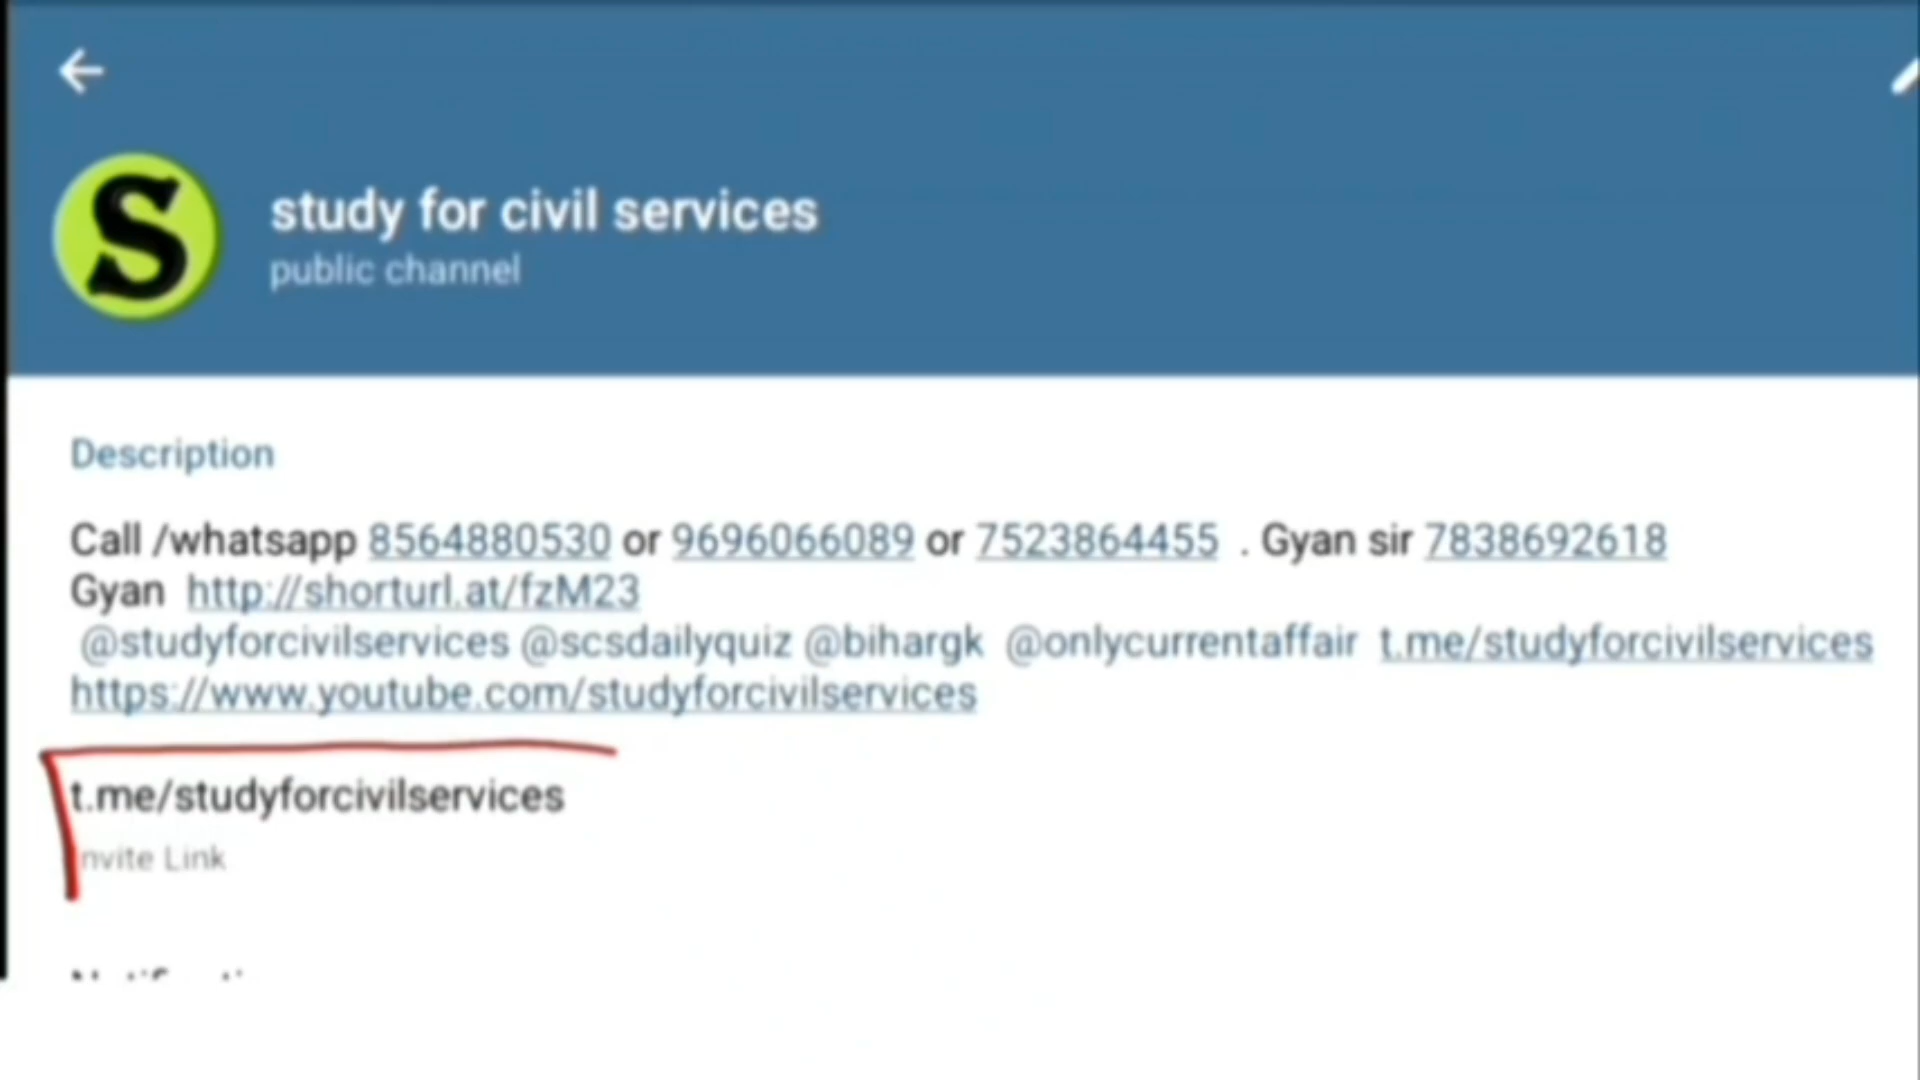 S
study for civil services
public channel
Description
Call /whatsapp 8564880530 or 9696066089 or 7523864455 . Gyan sir 7838692618
Gyan http://shorturl.at/fzM23
@studyforcivilservices @scsdailyquiz @bihargk @onlycurrentaffair t.me/studyforcivilservices
https://www.youtube.com/studyforcivilservices
t.me/studyforcivilservices
Invite Link